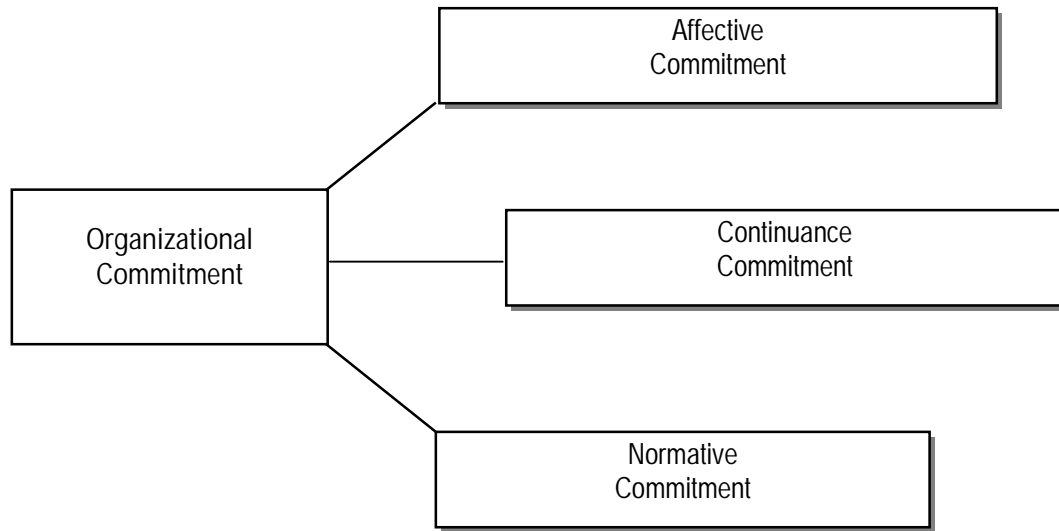 Affective
Commitment
Organizational
Commitment
Continuance
Commitment
Normative
Commitment